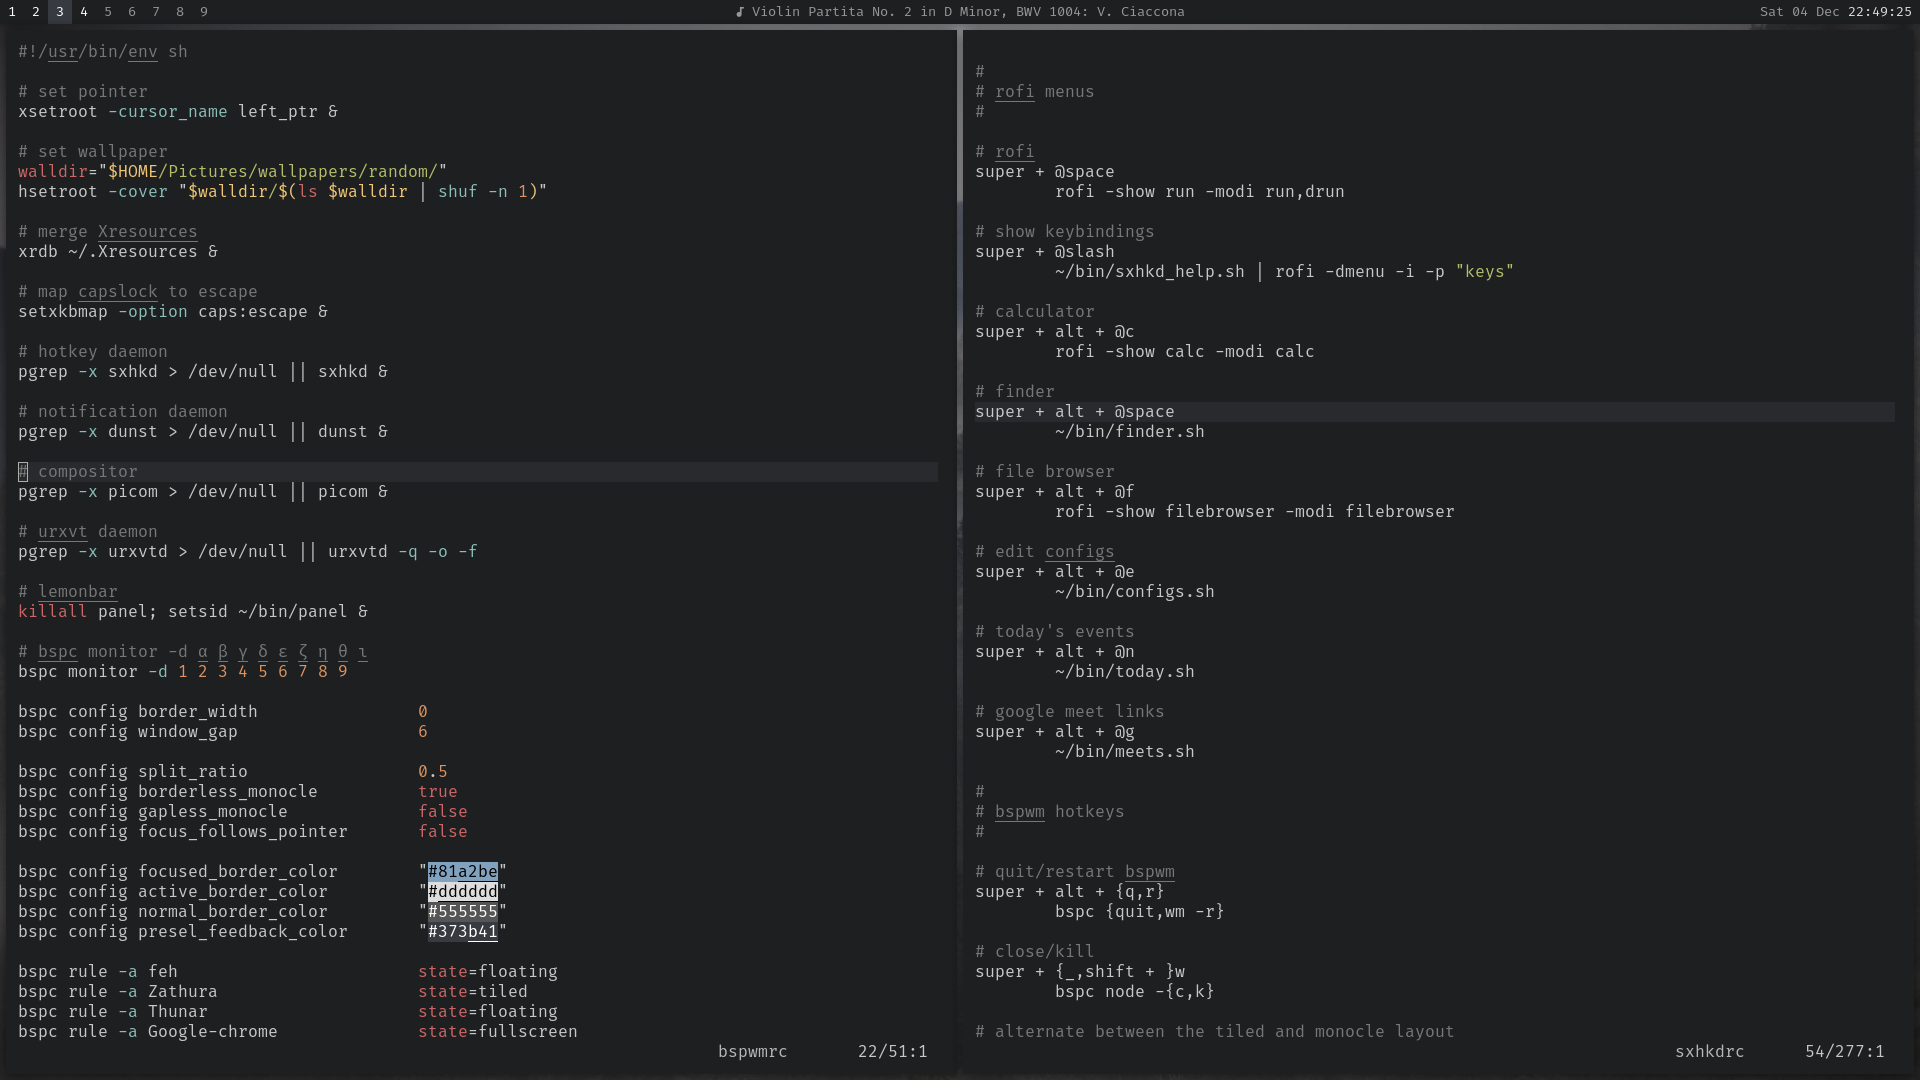 1 2 3 4 5 6 7 8 9
♪ Violin Partita No. 2 in D Minor, BWV 1004: V. Ciaccona
Sat 04 Dec 22:49:25
#!/usr/bin/env sh
# set pointer
xsetroot -cursor_name left_ptr &
# set wallpaper
walldir="$HOME/Pictures/wallpapers/random/"
hsetroot -cover "$walldir/$(ls $walldir | shuf -n 1)"
# merge Xresources
xrdb ~/.Xresources &
# map capslock to escape
setxkbmap -option caps:escape &
# hotkey daemon
pgrep -x sxhkd > /dev/null || sxhkd &
# notification daemon
pgrep -x dunst > /dev/null || dunst &
# compositor
pgrep -x picom > /dev/null || picom &
# urxvt daemon
pgrep -x urxvtd > /dev/null || urxvtd -q -o -f
# lemonbar
killall panel; setsid ~/bin/panel &
# bspc monitor -d α β γ δ ε ζ η θ ι
bspc monitor -d 1 2 3 4 5 6 7 8 9
bspc config border_width 0
bspc config window_gap 6
bspc config split_ratio 0.5
bspc config borderless_monocle true
bspc config gapless_monocle false
bspc config focus_follows_pointer false
bspc config focused_border_color "#81a2be"
bspc config active_border_color "#dddddd"
bspc config normal_border_color "#555555"
bspc config presel_feedback_color "#373b41"
bspc rule -a feh state=floating
bspc rule -a Zathura state=tiled
bspc rule -a Thunar state=floating
bspc rule -a Google-chrome state=fullscreen
bspwmrc 22/51:1
#
# rofi menus
#
# rofi
super + @space
rofi -show run -modi run,drun
# show keybindings
super + @slash
~/bin/sxhkd_help.sh | rofi -dmenu -i -p "keys"
# calculator
super + alt + @c
rofi -show calc -modi calc
# finder
super + alt + @space
~/bin/finder.sh
# file browser
super + alt + @f
rofi -show filebrowser -modi filebrowser
# edit configs
super + alt + @e
~/bin/configs.sh
# today's events
super + alt + @n
~/bin/today.sh
# google meet links
super + alt + @g
~/bin/meets.sh
#
# bspwm hotkeys
#
# quit/restart bspwm
super + alt + {q,r}
bspc {quit,wm -r}
# close/kill
super + {_,shift + }w
bspc node -{c,k}
# alternate between the tiled and monocle layout
sxhkdrc 54/277:1